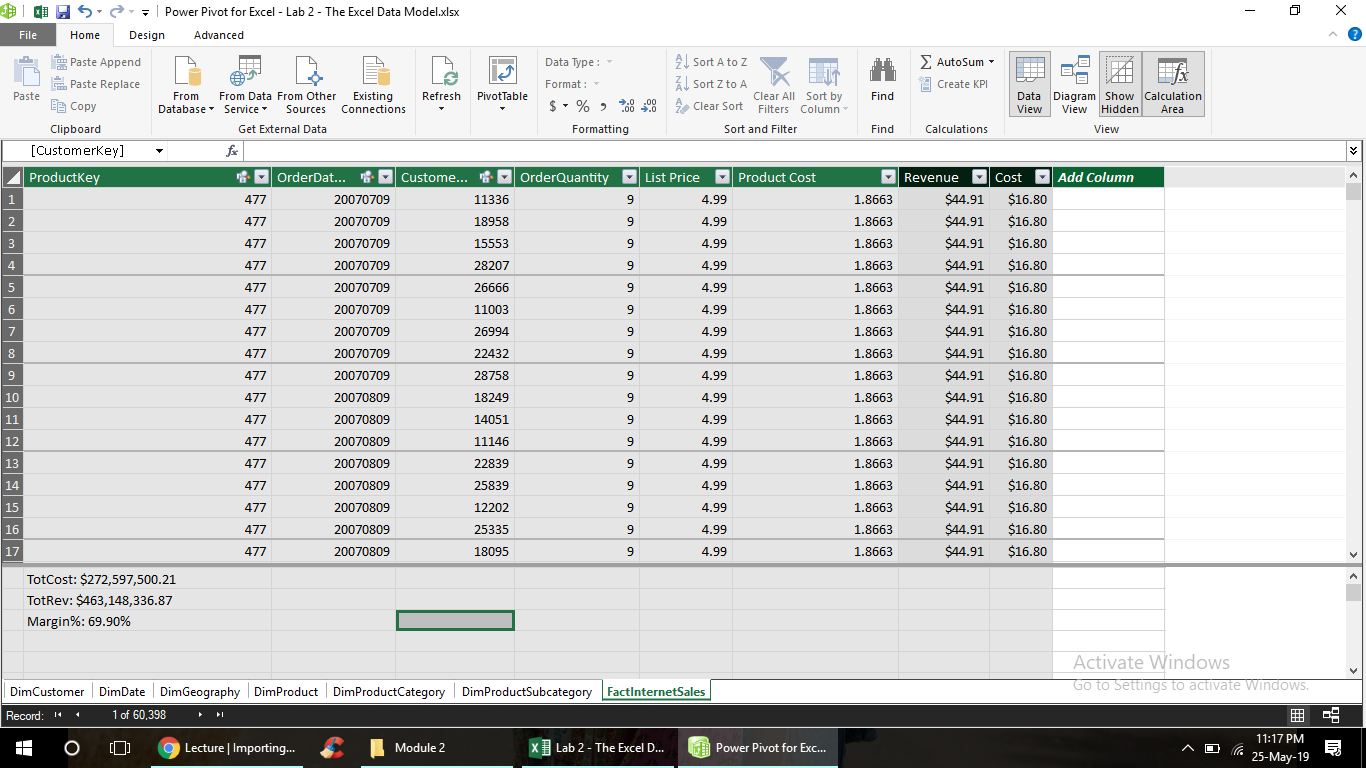 Power Pivot for Excel - Lab 2 - The Excel Data Model.xlsx
File Home Design Advanced
Paste
Paste Append
Paste Replace
Copy
Clipboard
From Database
From Data Service
From Other Sources
Existing Connections
Get External Data
Refresh
PivotTable
Data Type :
Format :
$ % , .00 .00
Formatting
Sort A to Z
Sort Z to A
Clear Sort
Clear All Filters
Sort by Column
Sort and Filter
Find
Find
AutoSum
Create KPI
Calculations
Data View
Diagram View
Show Hidden
Calculation Area
View
[CustomerKey] fx
ProductKey OrderDat... Custome... OrderQuantity List Price Product Cost Revenue Cost Add Column
1 477 20070709 11336 9 4.99 1.8663 $44.91 $16.80
2 477 20070709 18958 9 4.99 1.8663 $44.91 $16.80
3 477 20070709 15553 9 4.99 1.8663 $44.91 $16.80
4 477 20070709 28207 9 4.99 1.8663 $44.91 $16.80
5 477 20070709 26666 9 4.99 1.8663 $44.91 $16.80
6 477 20070709 11003 9 4.99 1.8663 $44.91 $16.80
7 477 20070709 26994 9 4.99 1.8663 $44.91 $16.80
8 477 20070709 22432 9 4.99 1.8663 $44.91 $16.80
9 477 20070709 28758 9 4.99 1.8663 $44.91 $16.80
10 477 20070809 18249 9 4.99 1.8663 $44.91 $16.80
11 477 20070809 14051 9 4.99 1.8663 $44.91 $16.80
12 477 20070809 11146 9 4.99 1.8663 $44.91 $16.80
13 477 20070809 22839 9 4.99 1.8663 $44.91 $16.80
14 477 20070809 25839 9 4.99 1.8663 $44.91 $16.80
15 477 20070809 12202 9 4.99 1.8663 $44.91 $16.80
16 477 20070809 25335 9 4.99 1.8663 $44.91 $16.80
17 477 20070809 18095 9 4.99 1.8663 $44.91 $16.80
TotCost: $272,597,500.21
TotRev: $463,148,336.87
Margin%: 69.90%
Activate Windows
Go to Settings to activate Windows.
DimCustomer DimDate DimGeography DimProduct DimProductCategory DimProductSubcategory FactInternetSales
Record: 1 of 60,398
Lecture | Importing... Module 2 Lab 2 - The Excel D... Power Pivot for Exc...
11:17 PM
25-May-19